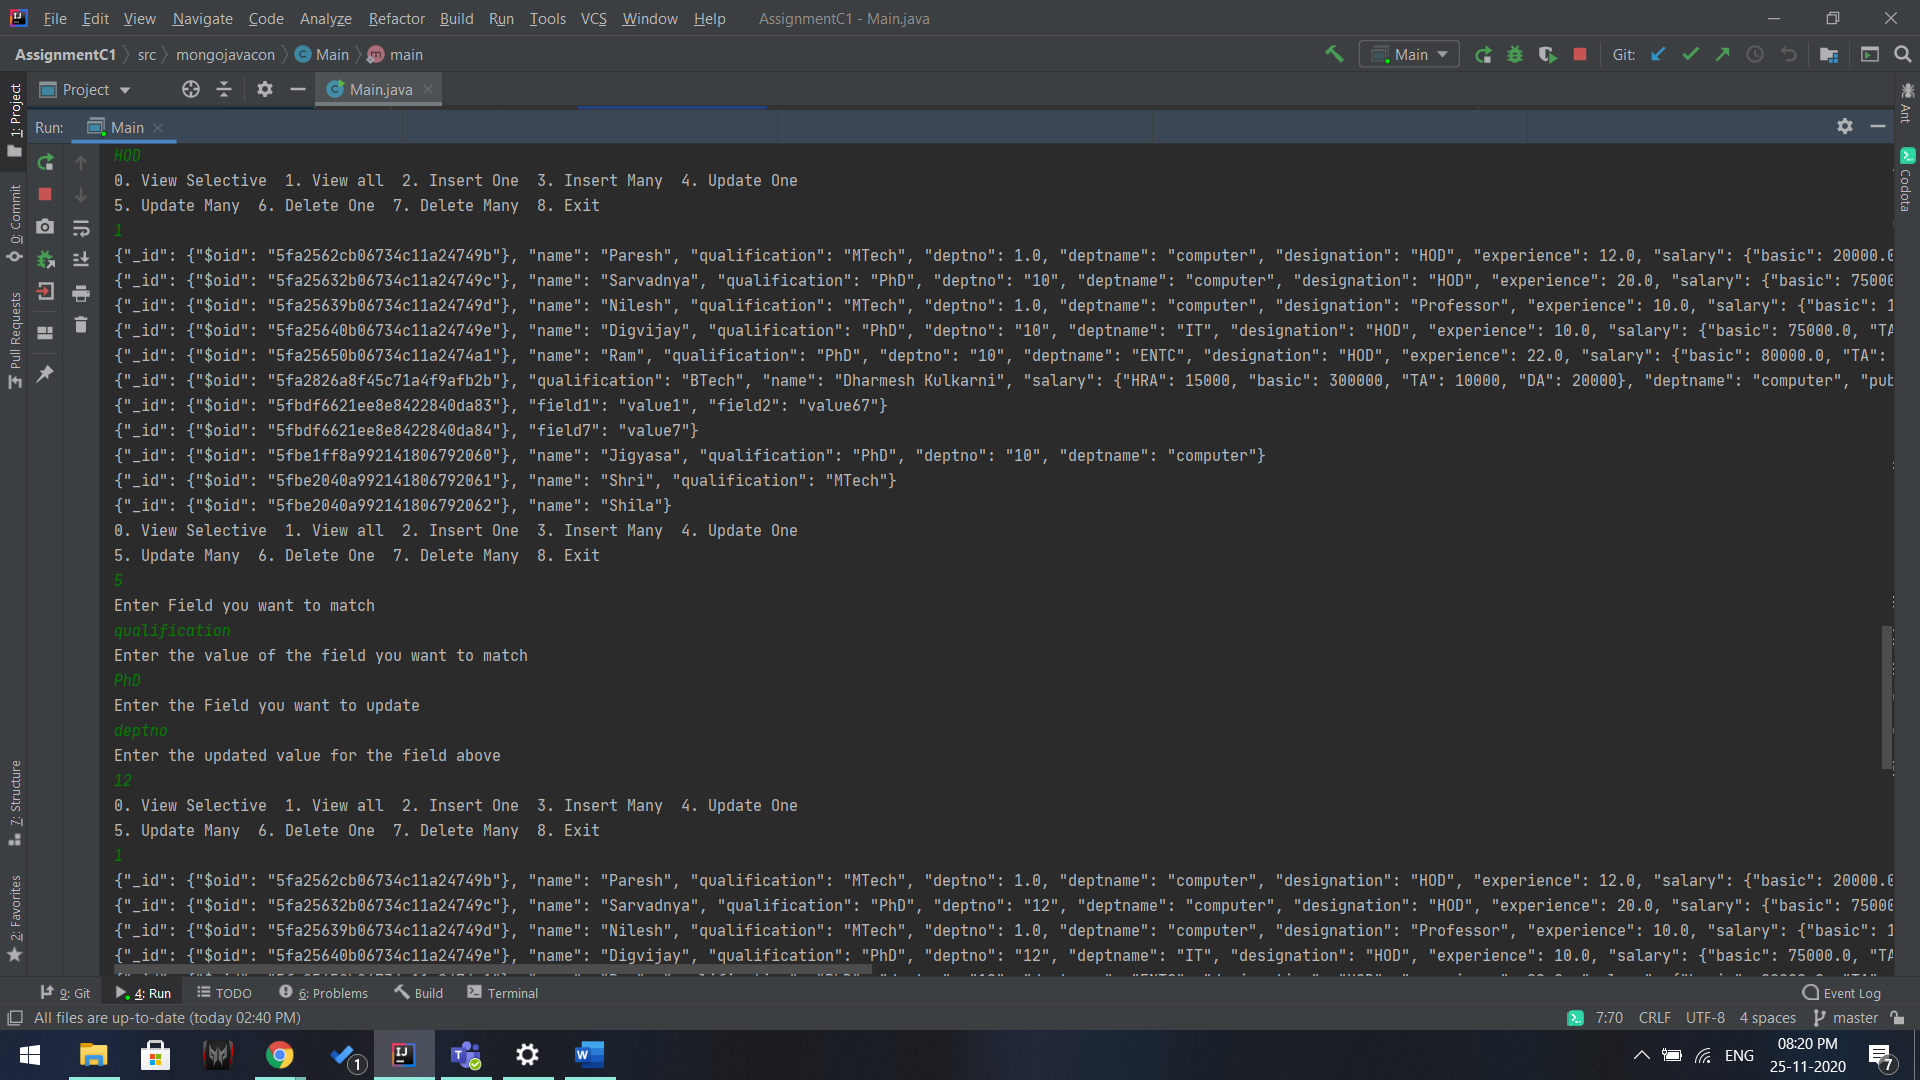 File Edit View Navigate Code Analyze Refactor Build Run Tools VCS Window Help AssignmentC1 - Main.java
AssignmentC1 src mongojavacon Main main
Main Git:
Project Main.java
Run: Main
HOD
0. View Selective 1. View all 2. Insert One 3. Insert Many 4. Update One
5. Update Many 6. Delete One 7. Delete Many 8. Exit
1
{"_id": {"$oid": "5fa2562cb06734c11a24749b"}, "name": "Paresh", "qualification": "MTech", "deptno": 1.0, "deptname": "computer", "designation": "HOD", "experience": 12.0, "salary": {"basic": 20000.0
{"_id": {"$oid": "5fa25632b06734c11a24749c"}, "name": "Sarvadnya", "qualification": "PhD", "deptno": "10", "deptname": "computer", "designation": "HOD", "experience": 20.0, "salary": {"basic": 75000
{"_id": {"$oid": "5fa25639b06734c11a24749d"}, "name": "Nilesh", "qualification": "MTech", "deptno": 1.0, "deptname": "computer", "designation": "Professor", "experience": 10.0, "salary": {"basic": 1
{"_id": {"$oid": "5fa25640b06734c11a24749e"}, "name": "Digvijay", "qualification": "PhD", "deptno": "10", "deptname": "IT", "designation": "HOD", "experience": 10.0, "salary": {"basic": 75000.0, "TA
{"_id": {"$oid": "5fa25650b06734c11a2474a1"}, "name": "Ram", "qualification": "PhD", "deptno": "10", "deptname": "ENTC", "designation": "HOD", "experience": 22.0, "salary": {"basic": 80000.0, "TA":
{"_id": {"$oid": "5fa2826a8f45c71a4f9afb2b"}, "qualification": "BTech", "name": "Dharmesh Kulkarni", "salary": {"HRA": 15000, "basic": 300000, "TA": 10000, "DA": 20000}, "deptname": "computer", "pub
{"_id": {"$oid": "5fbdf6621ee8e8422840da83"}, "field1": "value1", "field2": "value67"}
{"_id": {"$oid": "5fbdf6621ee8e8422840da84"}, "field7": "value7"}
{"_id": {"$oid": "5fbe1ff8a992141806792060"}, "name": "Jigyasa", "qualification": "PhD", "deptno": "10", "deptname": "computer"}
{"_id": {"$oid": "5fbe2040a992141806792061"}, "name": "Shri", "qualification": "MTech"}
{"_id": {"$oid": "5fbe2040a992141806792062"}, "name": "Shila"}
0. View Selective 1. View all 2. Insert One 3. Insert Many 4. Update One
5. Update Many 6. Delete One 7. Delete Many 8. Exit
5
Enter Field you want to match
qualification
Enter the value of the field you want to match
PhD
Enter the Field you want to update
deptno
Enter the updated value for the field above
12
0. View Selective 1. View all 2. Insert One 3. Insert Many 4. Update One
5. Update Many 6. Delete One 7. Delete Many 8. Exit
1
{"_id": {"$oid": "5fa2562cb06734c11a24749b"}, "name": "Paresh", "qualification": "MTech", "deptno": 1.0, "deptname": "computer", "designation": "HOD", "experience": 12.0, "salary": {"basic": 20000.0
{"_id": {"$oid": "5fa25632b06734c11a24749c"}, "name": "Sarvadnya", "qualification": "PhD", "deptno": "12", "deptname": "computer", "designation": "HOD", "experience": 20.0, "salary": {"basic": 75000
{"_id": {"$oid": "5fa25639b06734c11a24749d"}, "name": "Nilesh", "qualification": "MTech", "deptno": 1.0, "deptname": "computer", "designation": "Professor", "experience": 10.0, "salary": {"basic": 1
{"_id": {"$oid": "5fa25640b06734c11a24749e"}, "name": "Digvijay", "qualification": "PhD", "deptno": "12", "deptname": "IT", "designation": "HOD", "experience": 10.0, "salary": {"basic": 75000.0, "TA
1: Project
0: Commit
Pull Requests
7: Structure
2: Favorites
Ant
Codota
9: Git 4: Run TODO 6: Problems Build Terminal Event Log
All files are up-to-date (today 02:40 PM) 7:70 CRLF UTF-8 4 spaces master
1 ENG 08:20 PM
25-11-2020 7